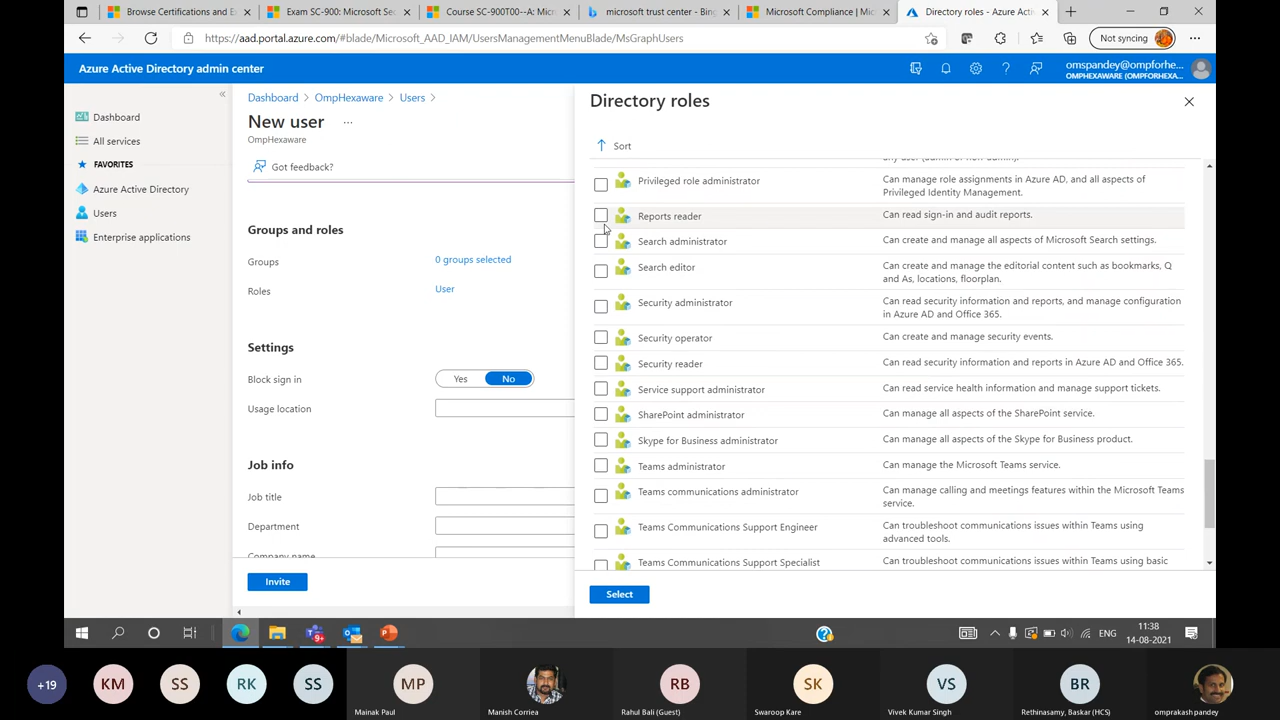 Browse Certifications and E
Exam SC-900: Microsoft Sec
Course SC-900T00--A: Micr
microsoft trust center - Bing
Microsoft Compliance | Mic
Directory roles - Azure Activ
https://aad.portal.azure.com/#blade/Microsoft_AAD_IAM/UsersManagementMenuBlade/MsGraphUsers
Not syncing
Azure Active Directory admin center
omspandey@ompforhe...
OMPHEXAWARE (OMPFORHEXA...
Dashboard
All services
FAVORITES
Azure Active Directory
Users
Enterprise applications
Dashboard > OmpHexaware > Users >
New user ...
OmpHexaware
Got feedback?
Groups and roles
Groups 0 groups selected
Roles User
Settings
Block sign in Yes No
Usage location
Job info
Job title
Department
Company name
Invite
Directory roles
Sort
any user (admin or non-admin).
Privileged role administrator Can manage role assignments in Azure AD, and all aspects of
Privileged Identity Management.
Reports reader Can read sign-in and audit reports.
Search administrator Can create and manage all aspects of Microsoft Search settings.
Search editor Can create and manage the editorial content such as bookmarks, Q
and As, locations, floorplan.
Security administrator Can read security information and reports, and manage configuration
in Azure AD and Office 365.
Security operator Can create and manage security events.
Security reader Can read security information and reports in Azure AD and Office 365.
Service support administrator Can read service health information and manage support tickets.
SharePoint administrator Can manage all aspects of the SharePoint service.
Skype for Business administrator Can manage all aspects of the Skype for Business product.
Teams administrator Can manage the Microsoft Teams service.
Teams communications administrator Can manage calling and meetings features within the Microsoft Teams
service.
Teams Communications Support Engineer Can troubleshoot communications issues within Teams using
advanced tools.
Teams Communications Support Specialist Can troubleshoot communications issues within Teams using basic
Select
9+
ENG
11:38
14-08-2021
+19
KM
SS
RK
SS
MP
RB
SK
VS
BR
Mainak Paul
Manish Corriea
Rahul Bali (Guest)
Swaroop Kare
Vivek Kumar Singh
Rethinasamy, Baskar (HCS)
omprakash pandey